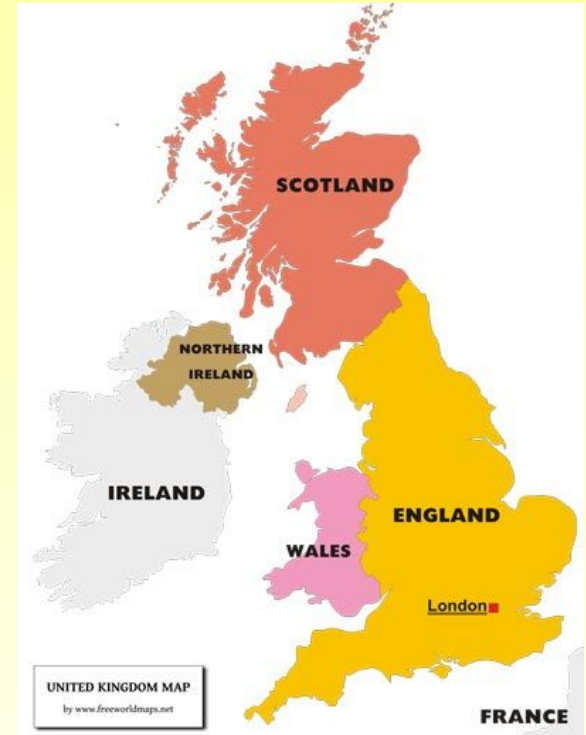 SCOTLAND
NORTHERN
IRELAND
IRELAND
ENGLAND
WALES
London
UNITED KINGDOM MAP
by www.freeworldmaps.net
FRANCE